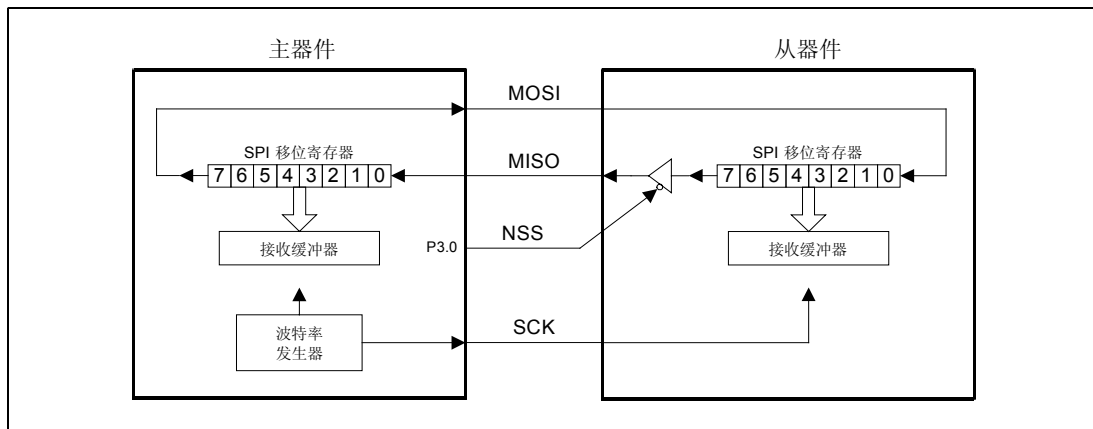 主器件
从器件
MOSI
SPI 移位寄存器
7 6 5 4 3 2 1 0
MISO
SPI 移位寄存器
7 6 5 4 3 2 1 0
接收缓冲器
P3.0
NSS
接收缓冲器
波特率
发生器
SCK